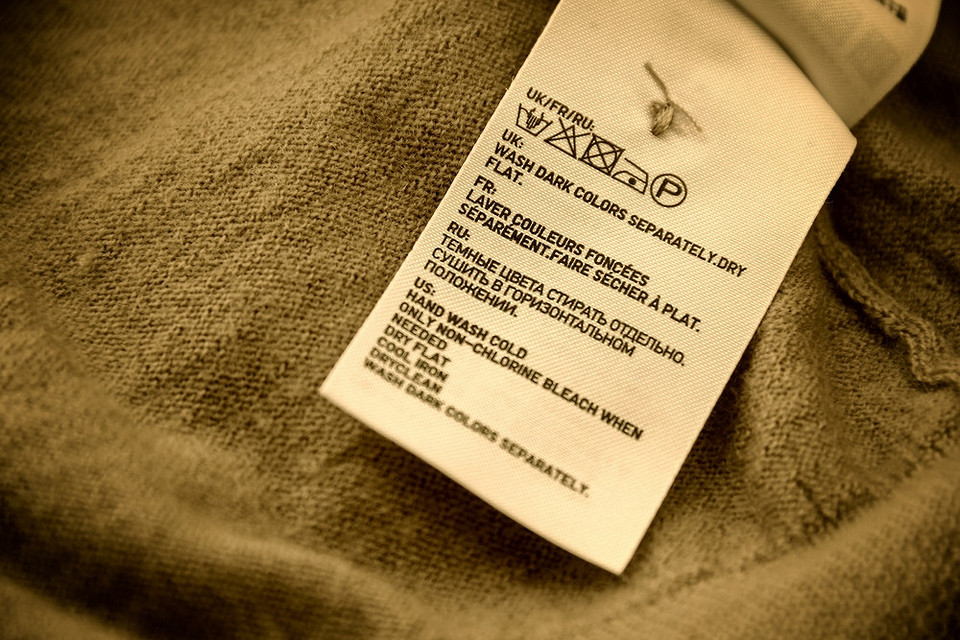 UK/FR/RU:
P
UK:
WASH DARK COLORS SEPARATELY.DRY
FLAT.
FR:
LAVER COULEURS FONCÉES
SÉPARÉMENT.FAIRE SÉCHER À PLAT.
RU:
ТЕМНЫЕ ЦВЕТА СТИРАТЬ ОТДЕЛЬНО.
СУШИТЬ В ГОРИЗОНТАЛЬНОМ
ПОЛОЖЕНИИ.
US:
HAND WASH COLD
ONLY NON-CHLORINE BLEACH WHEN
NEEDED
DRY FLAT
COOL IRON
DRYCLEAN
WASH DARK COLORS SEPARATELY.